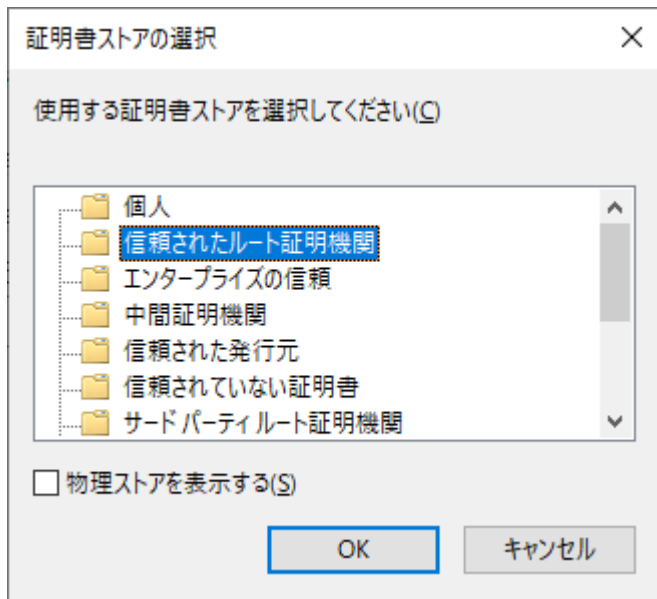 証明書ストアの選択
使用する証明書ストアを選択してください(C)
個人
信頼されたルート証明機関
エンタープライズの信頼
中間証明機関
信頼された発行元
信頼されていない証明書
サード パーティ ルート証明機関
物理ストアを表示する(S)
OK
キャンセル